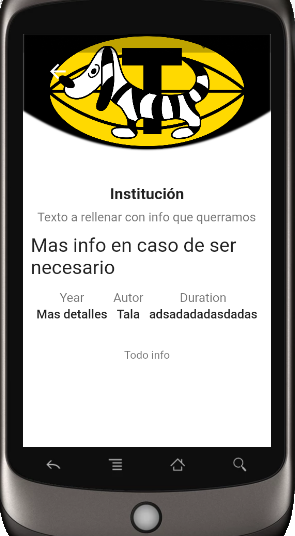 T
Institución
Texto a rellenar con info que querramos
Mas info en caso de ser
necesario
Year Autor Duration
Mas detalles Tala adsadadadasdadas
Todo info